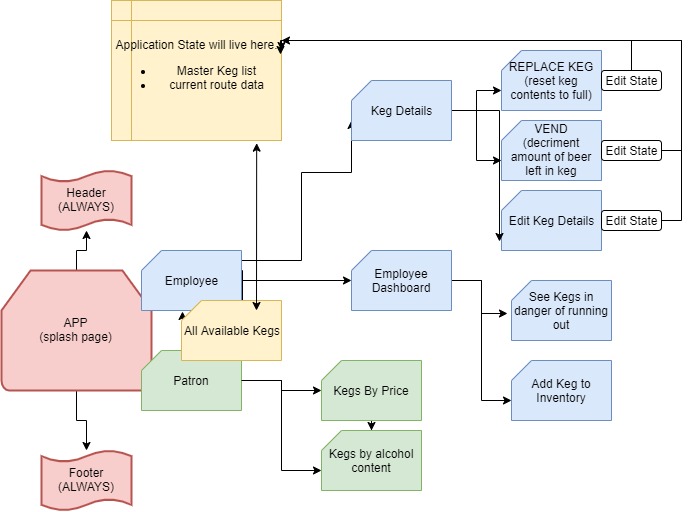 Application State will live here.
Master Keg list
current route data
REPLACE KEG
(reset keg
contents to full)
Edit State
Keg Details
VEND
(decriment
amount of beer
left in keg
Edit State
Header
(ALWAYS)
Edit Keg Details
Edit State
Employee
Employee
Dashboard
See Kegs in
danger of running
out
APP
(splash page)
All Available Kegs
Patron
Kegs By Price
Add Keg to
Inventory
Kegs by alcohol
content
Footer
(ALWAYS)